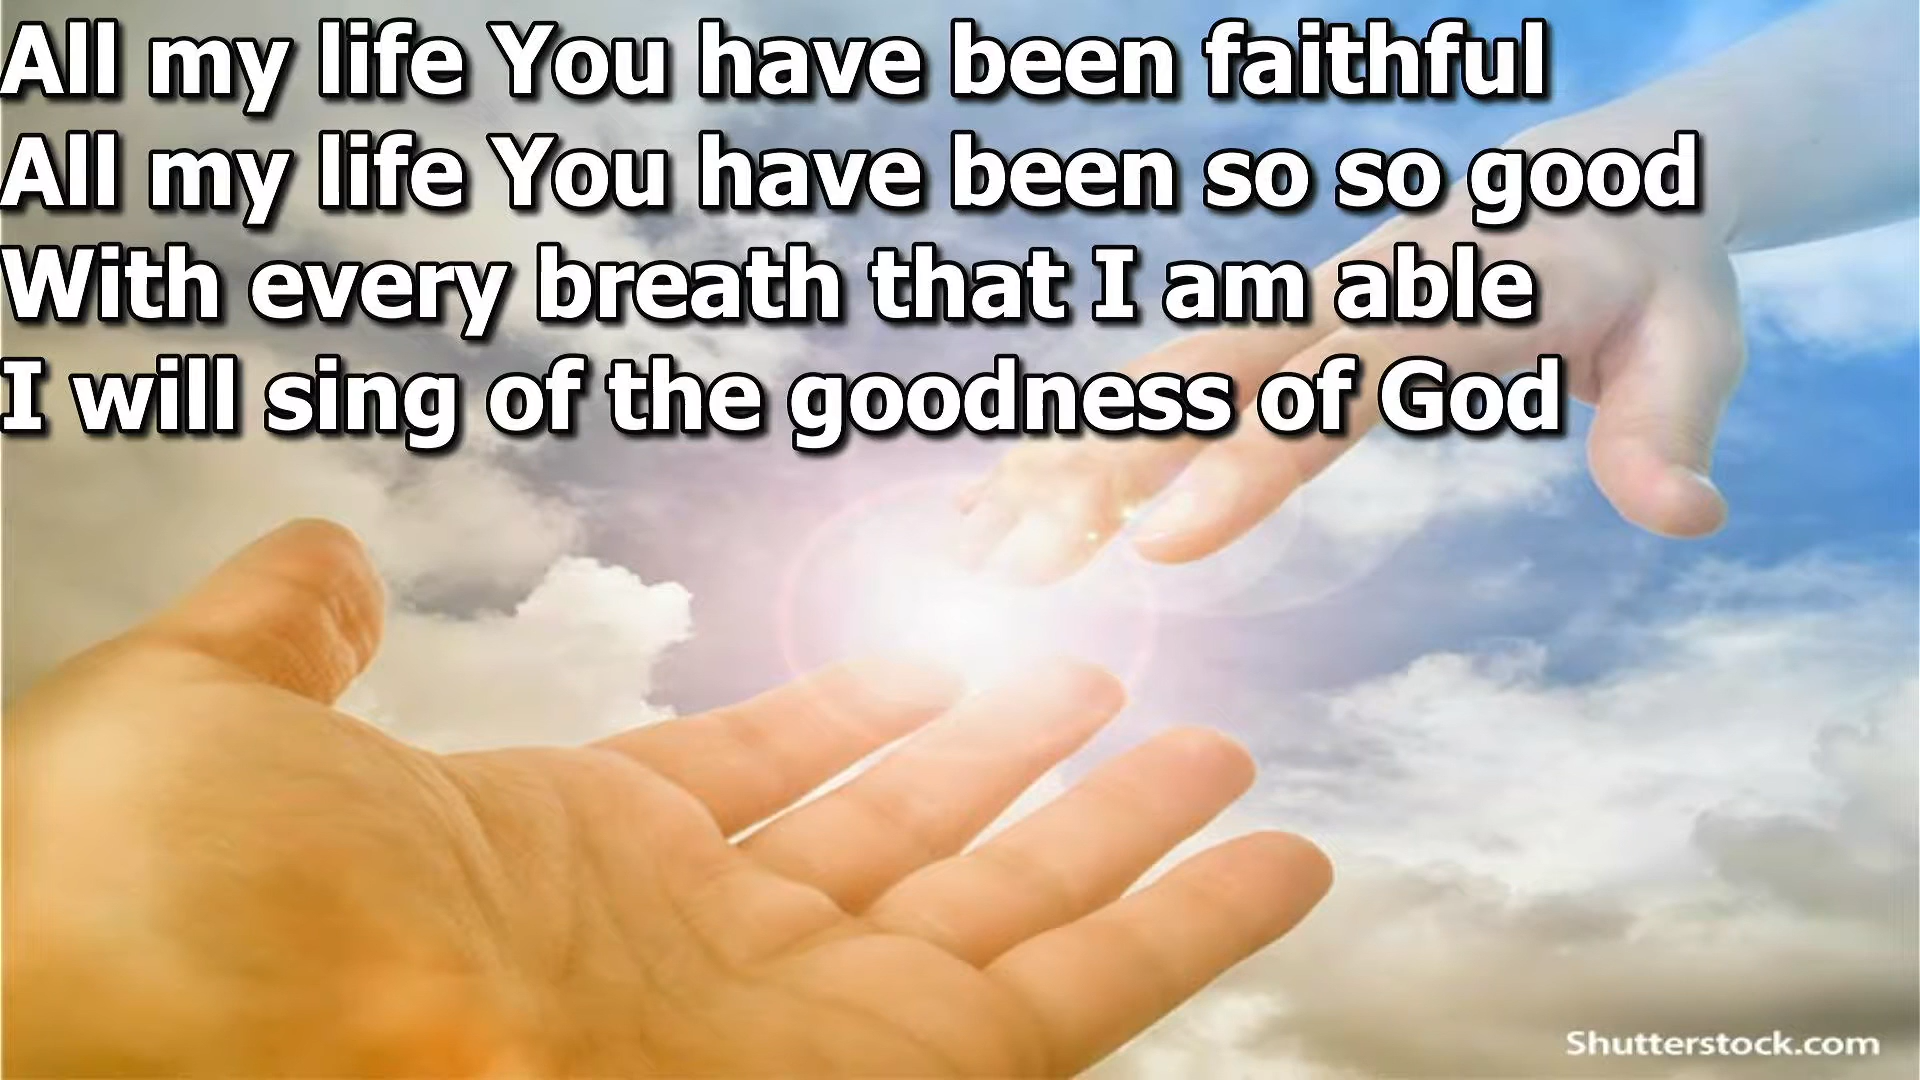 All my life You have been faithful
All my life You have been so so good
With every breath that I am able
I will sing of the goodness of God
Shutterstock.com